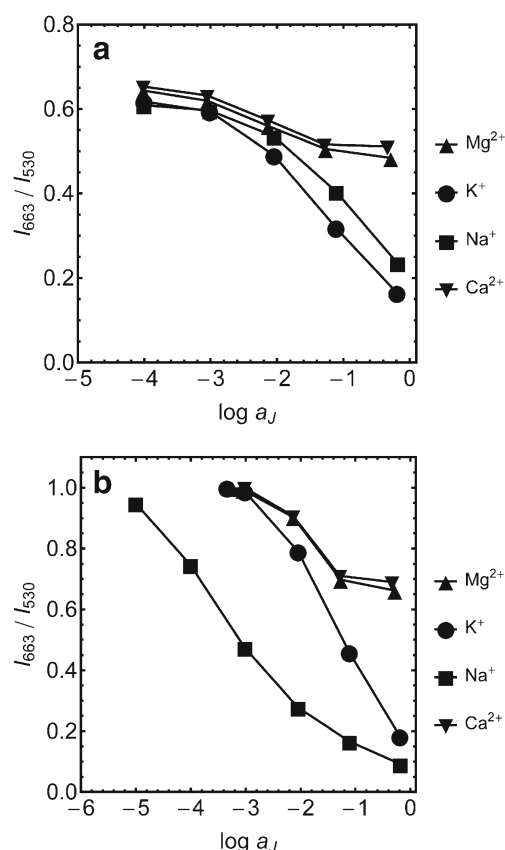 a
0.8
0.6
0.4
0.2
0.0
I663 / I530
−5 −4 −3 −2 −1 0
log aJ
Mg2+
K+
Na+
Ca2+
b
1.0
0.8
0.6
0.4
0.2
0.0
I663 / I530
−6 −5 −4 −3 −2 −1 0
log aJ
Mg2+
K+
Na+
Ca2+